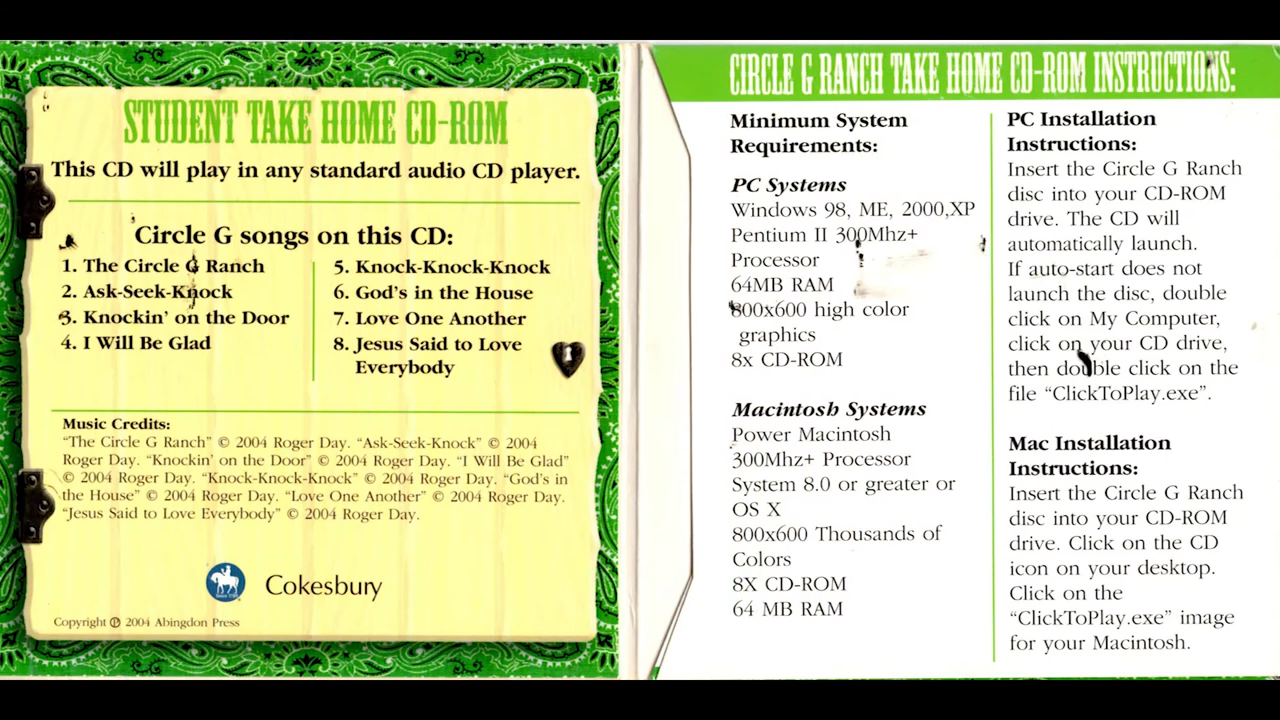 STUDENT TAKE HOME CD-ROM
This CD will play in any standard audio CD player.
Circle G songs on this CD:
1. The Circle G Ranch
2. Ask-Seek-Knock
3. Knockin' on the Door
4. I Will Be Glad
5. Knock-Knock-Knock
6. God's in the House
7. Love One Another
8. Jesus Said to Love
Everybody
Music Credits:
"The Circle G Ranch" © 2004 Roger Day. "Ask-Seek-Knock" © 2004
Roger Day. "Knockin' on the Door" © 2004 Roger Day. "I Will Be Glad"
© 2004 Roger Day. "Knock-Knock-Knock" © 2004 Roger Day. "God's in
the House" © 2004 Roger Day. "Love One Another" © 2004 Roger Day.
"Jesus Said to Love Everybody" © 2004 Roger Day.
Cokesbury
Copyright ℗ 2004 Abingdon Press
CIRCLE G RANCH TAKE HOME CD-ROM INSTRUCTIONS:
Minimum System
Requirements:
PC Systems
Windows 98, ME, 2000,XP
Pentium II 300Mhz+
Processor
64MB RAM
800x600 high color
graphics
8x CD-ROM
Macintosh Systems
Power Macintosh
300Mhz+ Processor
System 8.0 or greater or
OS X
800x600 Thousands of
Colors
8X CD-ROM
64 MB RAM
PC Installation
Instructions:
Insert the Circle G Ranch
disc into your CD-ROM
drive. The CD will
automatically launch.
If auto-start does not
launch the disc, double
click on My Computer,
click on your CD drive,
then double click on the
file "ClickToPlay.exe".
Mac Installation
Instructions:
Insert the Circle G Ranch
disc into your CD-ROM
drive. Click on the CD
icon on your desktop.
Click on the
"ClickToPlay.exe" image
for your Macintosh.